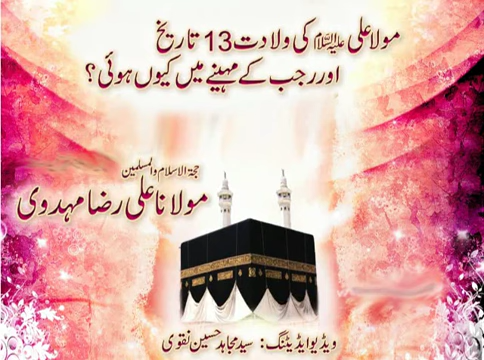 مولا علی علیہ السلام کی ولادت 13 تاریخ
اور رجب کے مہینے میں کیوں ہوئی؟
حجۃ الاسلام والمسلمین
مولانا علی رضا مہدوی
ویڈیو ایڈیٹنگ: سید مجاہد حسین نقوی